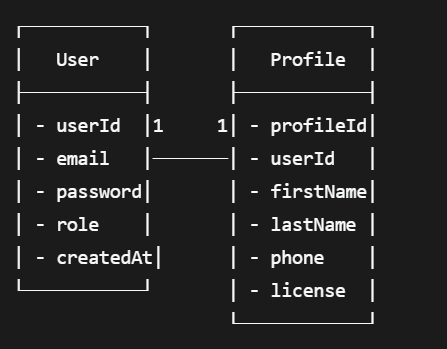 User Profile
- userId 1 1 - profileId
- email - userId
- password - firstName
- role - lastName
- createdAt - phone
- license